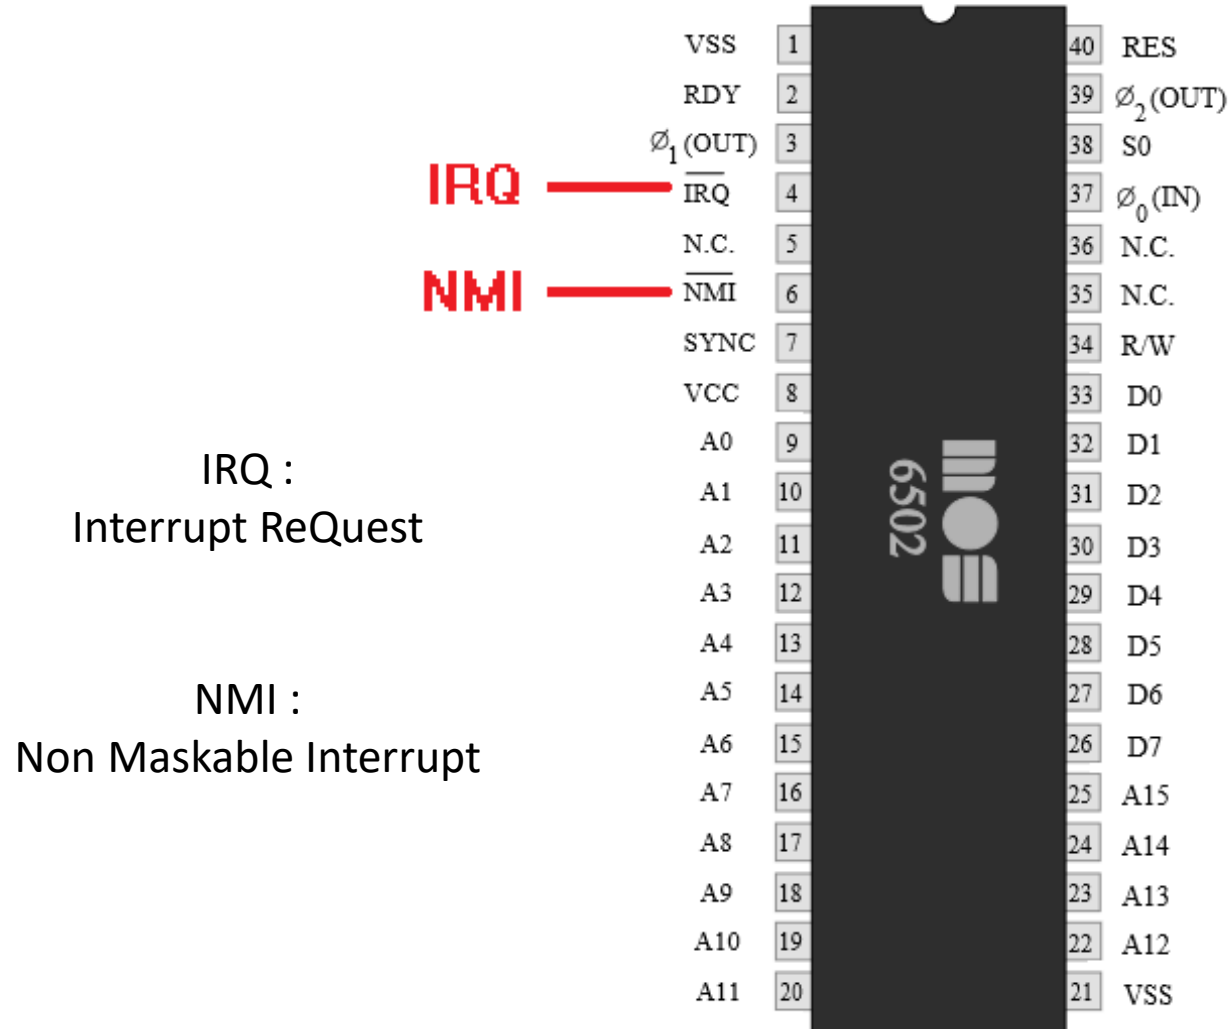 VSS 1 40 RES
RDY 2 39 Ø2(OUT)
Ø1(OUT) 3 38 S0
IRQ IRQ 4 37 Ø0(IN)
N.C. 5 36 N.C.
NMI NMI 6 35 N.C.
SYNC 7 34 R/W
VCC 8 33 D0
A0 9 32 D1
A1 10 31 D2
A2 11 30 D3
A3 12 29 D4
A4 13 28 D5
A5 14 27 D6
A6 15 26 D7
A7 16 25 A15
A8 17 24 A14
A9 18 23 A13
A10 19 22 A12
A11 20 21 VSS
mos
6502
IRQ :
Interrupt ReQuest
NMI :
Non Maskable Interrupt